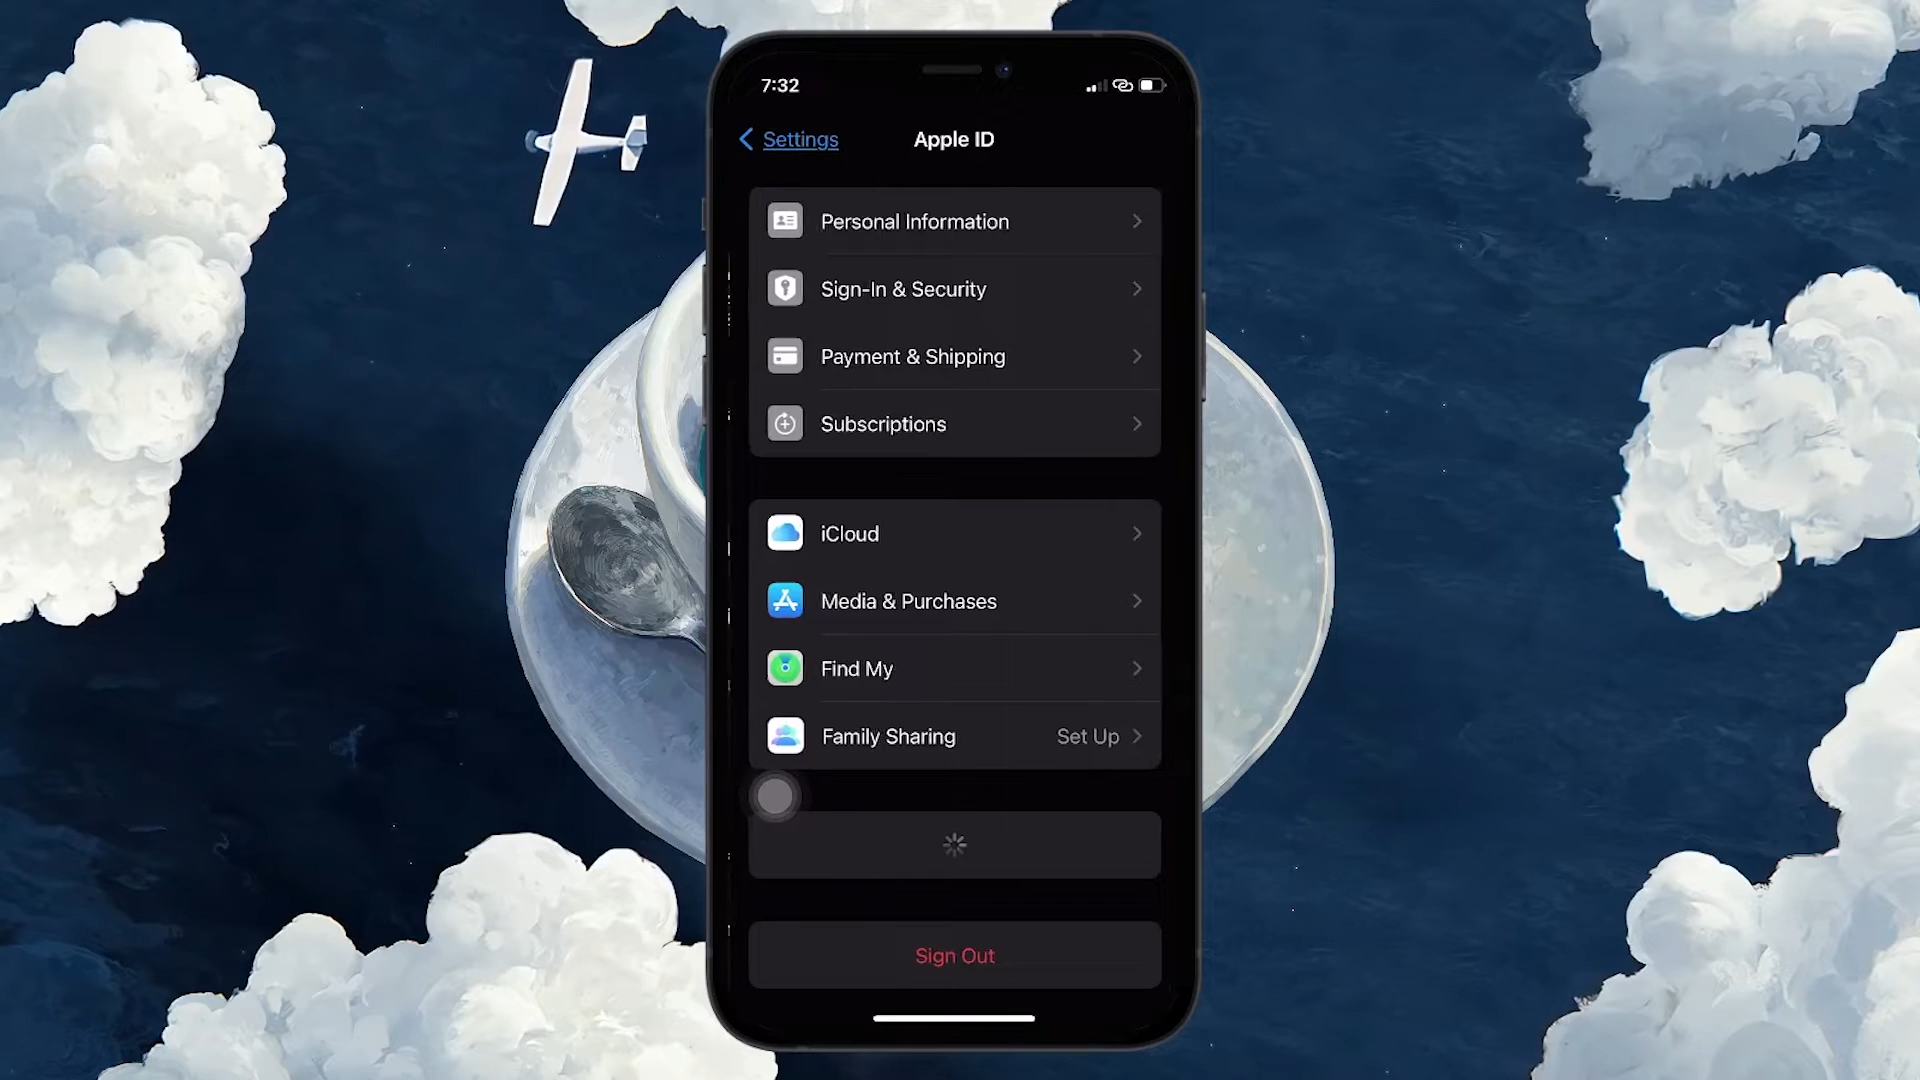 7:32
Settings
Apple ID
Personal Information
Sign-In & Security
Payment & Shipping
Subscriptions
iCloud
Media & Purchases
Find My
Family Sharing
Set Up
Sign Out